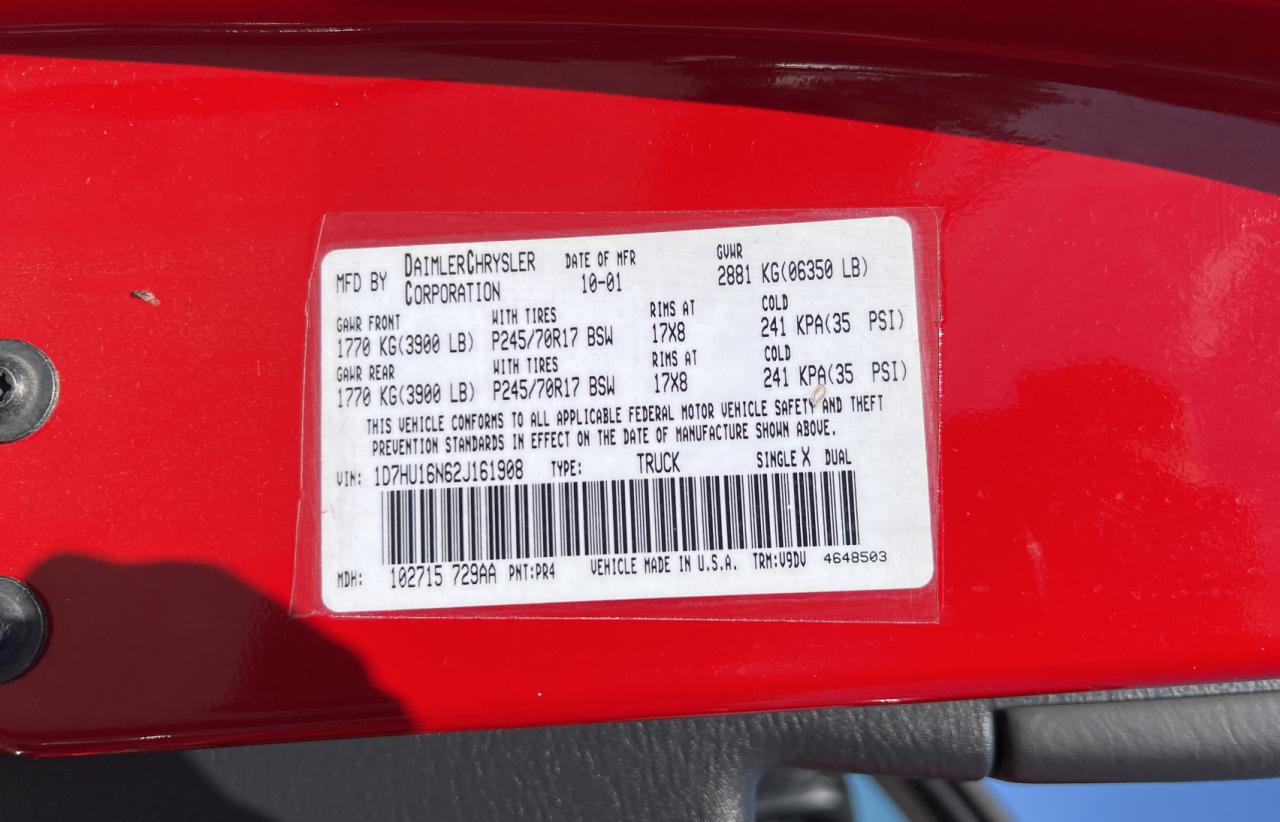 MFD BY DAIMLERCHRYSLER CORPORATION DATE OF MFR 10-01 GVWR 2881 KG(06350 LB)
GAWR FRONT WITH TIRES RIMS AT COLD
1770 KG(3900 LB) P245/70R17 BSW 17X8 241 KPA(35 PSI)
GAWR REAR WITH TIRES RIMS AT COLD
1770 KG(3900 LB) P245/70R17 BSW 17X8 241 KPA(35 PSI)
THIS VEHICLE CONFORMS TO ALL APPLICABLE FEDERAL MOTOR VEHICLE SAFETY AND THEFT
PREVENTION STANDARDS IN EFFECT ON THE DATE OF MANUFACTURE SHOWN ABOVE.
VIN: 1D7HU16N62J161908 TYPE: TRUCK SINGLE X DUAL
MDH: 102715 729AA PNT:PR4 VEHICLE MADE IN U.S.A. TRM:V9DV 4648503